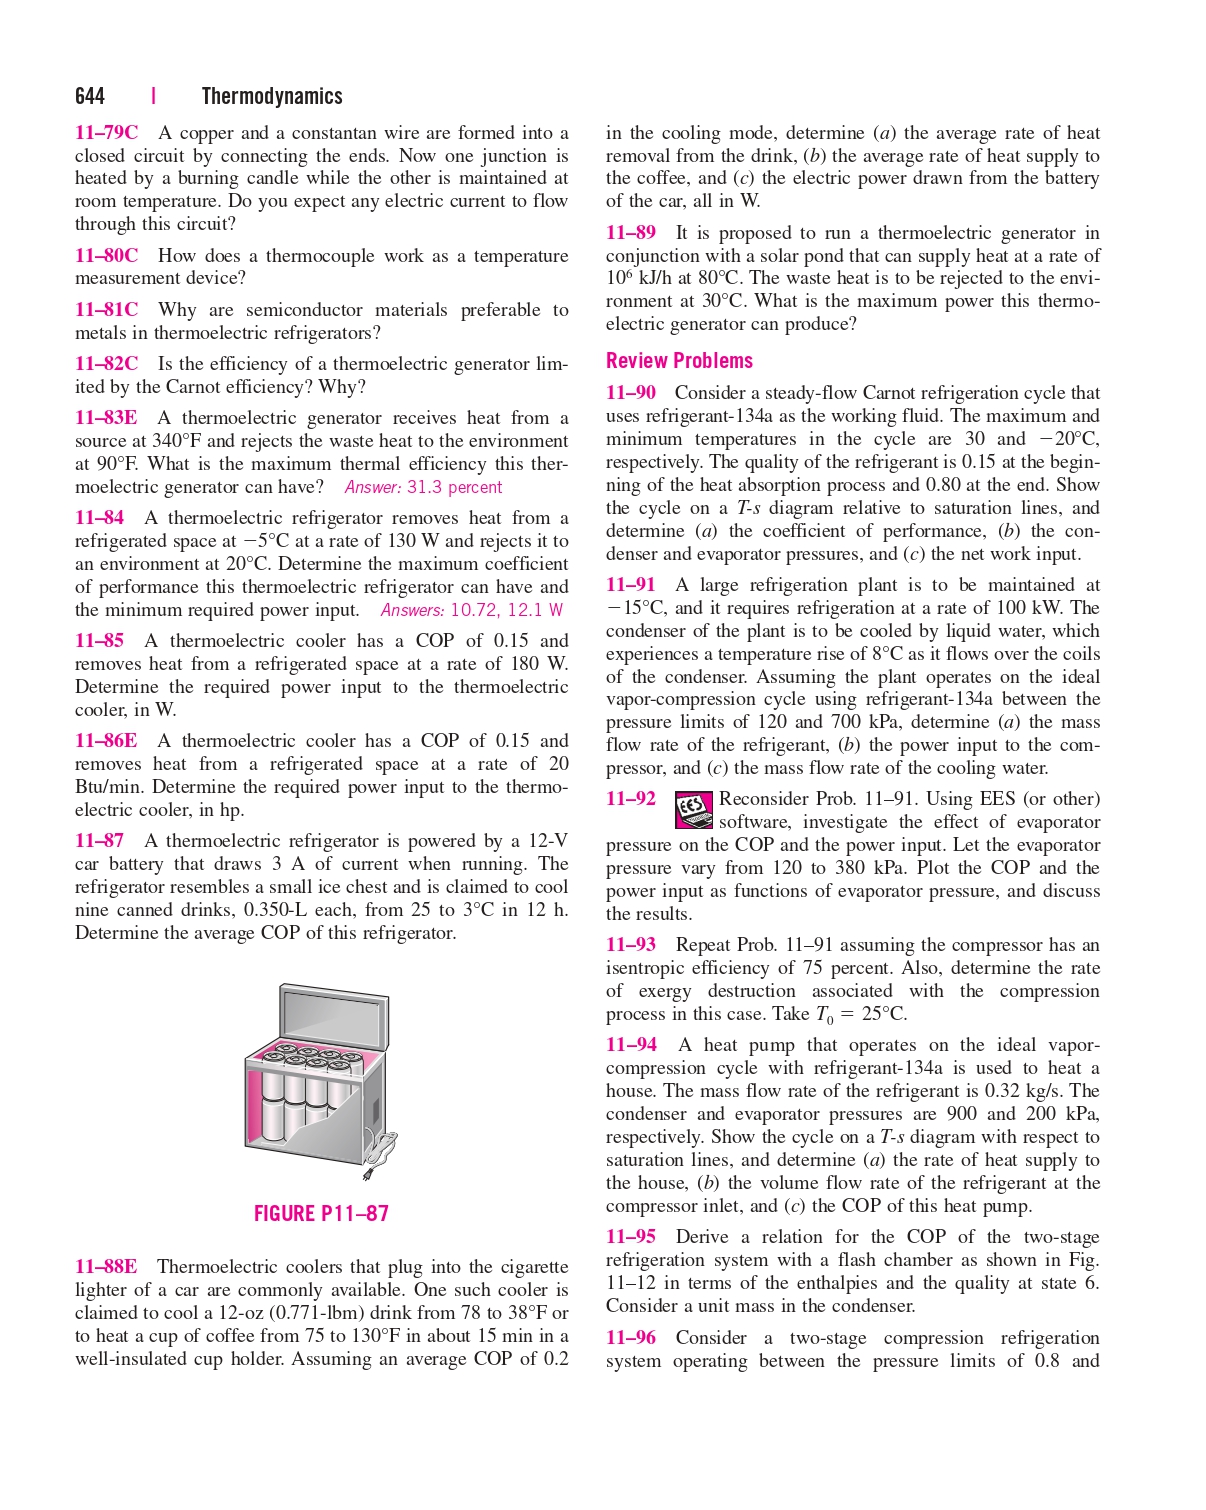 644 | Thermodynamics
11–79C A copper and a constantan wire are formed into a
closed circuit by connecting the ends. Now one junction is
heated by a burning candle while the other is maintained at
room temperature. Do you expect any electric current to flow
through this circuit?
11–80C How does a thermocouple work as a temperature
measurement device?
11–81C Why are semiconductor materials preferable to
metals in thermoelectric refrigerators?
11–82C Is the efficiency of a thermoelectric generator lim-
ited by the Carnot efficiency? Why?
11–83E A thermoelectric generator receives heat from a
source at 340°F and rejects the waste heat to the environment
at 90°F. What is the maximum thermal efficiency this ther-
moelectric generator can have? Answer: 31.3 percent
11–84 A thermoelectric refrigerator removes heat from a
refrigerated space at −5°C at a rate of 130 W and rejects it to
an environment at 20°C. Determine the maximum coefficient
of performance this thermoelectric refrigerator can have and
the minimum required power input. Answers: 10.72, 12.1 W
11–85 A thermoelectric cooler has a COP of 0.15 and
removes heat from a refrigerated space at a rate of 180 W.
Determine the required power input to the thermoelectric
cooler, in W.
11–86E A thermoelectric cooler has a COP of 0.15 and
removes heat from a refrigerated space at a rate of 20
Btu/min. Determine the required power input to the thermo-
electric cooler, in hp.
11–87 A thermoelectric refrigerator is powered by a 12-V
car battery that draws 3 A of current when running. The
refrigerator resembles a small ice chest and is claimed to cool
nine canned drinks, 0.350-L each, from 25 to 3°C in 12 h.
Determine the average COP of this refrigerator.
FIGURE P11–87
11–88E Thermoelectric coolers that plug into the cigarette
lighter of a car are commonly available. One such cooler is
claimed to cool a 12-oz (0.771-lbm) drink from 78 to 38°F or
to heat a cup of coffee from 75 to 130°F in about 15 min in a
well-insulated cup holder. Assuming an average COP of 0.2
in the cooling mode, determine (a) the average rate of heat
removal from the drink, (b) the average rate of heat supply to
the coffee, and (c) the electric power drawn from the battery
of the car, all in W.
11–89 It is proposed to run a thermoelectric generator in
conjunction with a solar pond that can supply heat at a rate of
10⁶ kJ/h at 80°C. The waste heat is to be rejected to the envi-
ronment at 30°C. What is the maximum power this thermo-
electric generator can produce?
Review Problems
11–90 Consider a steady-flow Carnot refrigeration cycle that
uses refrigerant-134a as the working fluid. The maximum and
minimum temperatures in the cycle are 30 and −20°C,
respectively. The quality of the refrigerant is 0.15 at the begin-
ning of the heat absorption process and 0.80 at the end. Show
the cycle on a T-s diagram relative to saturation lines, and
determine (a) the coefficient of performance, (b) the con-
denser and evaporator pressures, and (c) the net work input.
11–91 A large refrigeration plant is to be maintained at
−15°C, and it requires refrigeration at a rate of 100 kW. The
condenser of the plant is to be cooled by liquid water, which
experiences a temperature rise of 8°C as it flows over the coils
of the condenser. Assuming the plant operates on the ideal
vapor-compression cycle using refrigerant-134a between the
pressure limits of 120 and 700 kPa, determine (a) the mass
flow rate of the refrigerant, (b) the power input to the com-
pressor, and (c) the mass flow rate of the cooling water.
11–92 EES Reconsider Prob. 11–91. Using EES (or other)
software, investigate the effect of evaporator
pressure on the COP and the power input. Let the evaporator
pressure vary from 120 to 380 kPa. Plot the COP and the
power input as functions of evaporator pressure, and discuss
the results.
11–93 Repeat Prob. 11–91 assuming the compressor has an
isentropic efficiency of 75 percent. Also, determine the rate
of exergy destruction associated with the compression
process in this case. Take T₀ = 25°C.
11–94 A heat pump that operates on the ideal vapor-
compression cycle with refrigerant-134a is used to heat a
house. The mass flow rate of the refrigerant is 0.32 kg/s. The
condenser and evaporator pressures are 900 and 200 kPa,
respectively. Show the cycle on a T-s diagram with respect to
saturation lines, and determine (a) the rate of heat supply to
the house, (b) the volume flow rate of the refrigerant at the
compressor inlet, and (c) the COP of this heat pump.
11–95 Derive a relation for the COP of the two-stage
refrigeration system with a flash chamber as shown in Fig.
11–12 in terms of the enthalpies and the quality at state 6.
Consider a unit mass in the condenser.
11–96 Consider a two-stage compression refrigeration
system operating between the pressure limits of 0.8 and